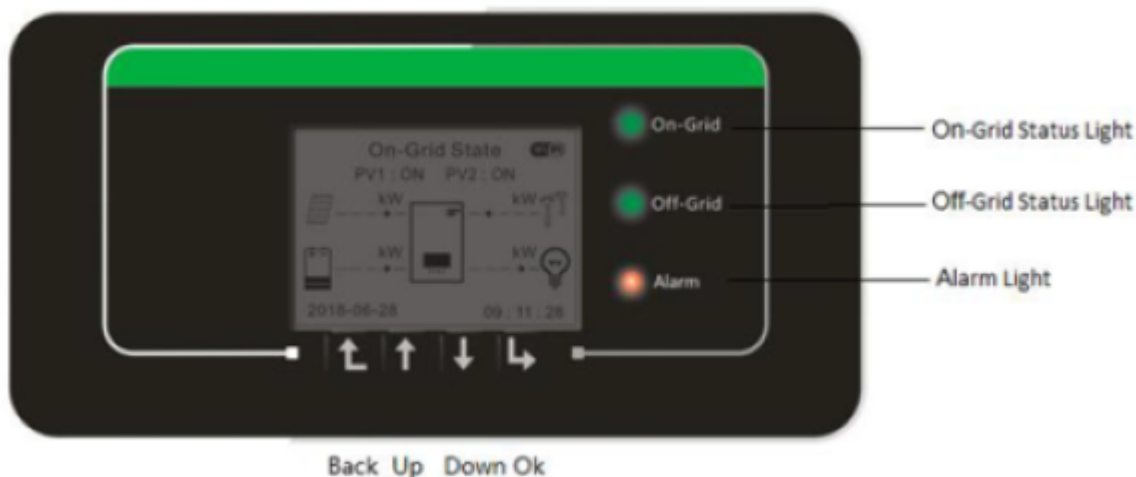 On-Grid State
PV1 : ON PV2 : ON
kW kW
kW kW
2018-06-28 09 : 11 : 28
On-Grid
Off-Grid
Alarm
On-Grid Status Light
Off-Grid Status Light
Alarm Light
Back Up Down Ok